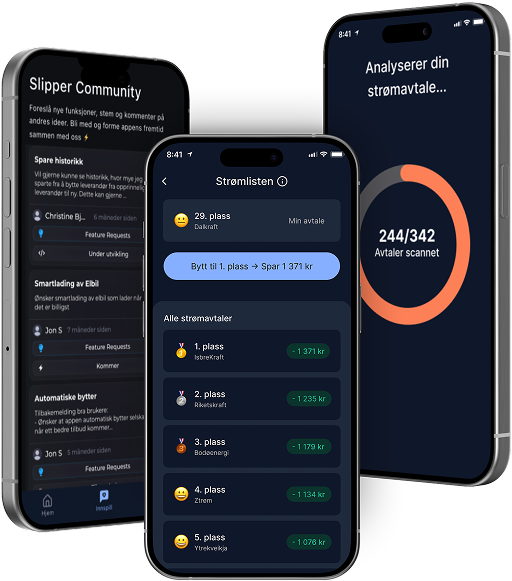 Slipper Community
Foreslå nye funksjoner, stem og kommenter på
andres ideer. Bli med og forme appens fremtid
sammen med oss ⚡
Spare historikk
Vil gjerne kunne se historikk, hvor mye jeg
sparte fra å bytte leverandør fra opprinnelig
leverandør til ny. Dette kan gjerne ...
Christine Bj... 6 måneder siden
Feature Requests
Under utvikling
Smartlading av Elbil
Ønsker smartlading av elbil som lader når
det er billigst
Jon S 7 måneder siden
Feature Requests
Kommer
Automatiske bytter
Tilbakemelding bra brukere:
- Ønsker at appen automatisk bytter selska
når ett bedre tilbud kommer...
Jon S 7 måneder siden
Feature Requests
Hjem
Innspill
8:41
Strømlisten
29. plass
Dalkraft
Min avtale
Bytt til 1. plass → Spar 1 371 kr
Alle strømavtaler
1. plass
IsbreKraft
- 1 371 kr
2. plass
Riketskraft
- 1 235 kr
3. plass
Bodøenergi
- 1 179 kr
4. plass
Ztrøm
- 1 134 kr
5. plass
Ytrekveikja
- 1 076 kr
8:41
Analyserer din
strømavtale...
244/342
Avtaler scannet